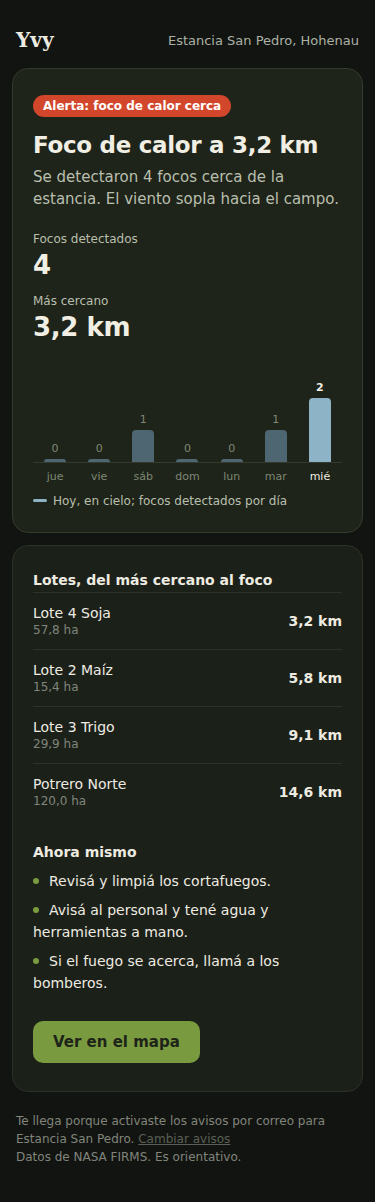 Yvy
Estancia San Pedro, Hohenau
Alerta: foco de calor cerca
Foco de calor a 3,2 km
Se detectaron 4 focos cerca de la
estancia. El viento sopla hacia el campo.
Focos detectados
4
Más cercano
3,2 km
0 0 1 0 0 1 2
jue vie sáb dom lun mar mié
Hoy, en cielo; focos detectados por día
Lotes, del más cercano al foco
Lote 4 Soja 3,2 km
57,8 ha
Lote 2 Maíz 5,8 km
15,4 ha
Lote 3 Trigo 9,1 km
29,9 ha
Potrero Norte 14,6 km
120,0 ha
Ahora mismo
Revisá y limpiá los cortafuegos.
Avisá al personal y tené agua y
herramientas a mano.
Si el fuego se acerca, llamá a los
bomberos.
Ver en el mapa
Te llega porque activaste los avisos por correo para
Estancia San Pedro. Cambiar avisos
Datos de NASA FIRMS. Es orientativo.